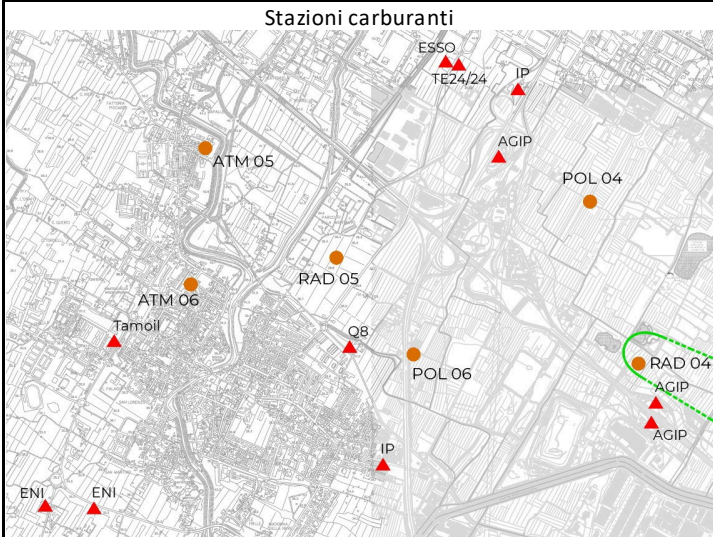 Stazioni carburanti
ESSO
TE24/24
IP
AGIP
ATM 05
POL 04
RAD 05
ATM 06
Tamoil
Q8
POL 06
RAD 04
AGIP
AGIP
IP
ENI
ENI